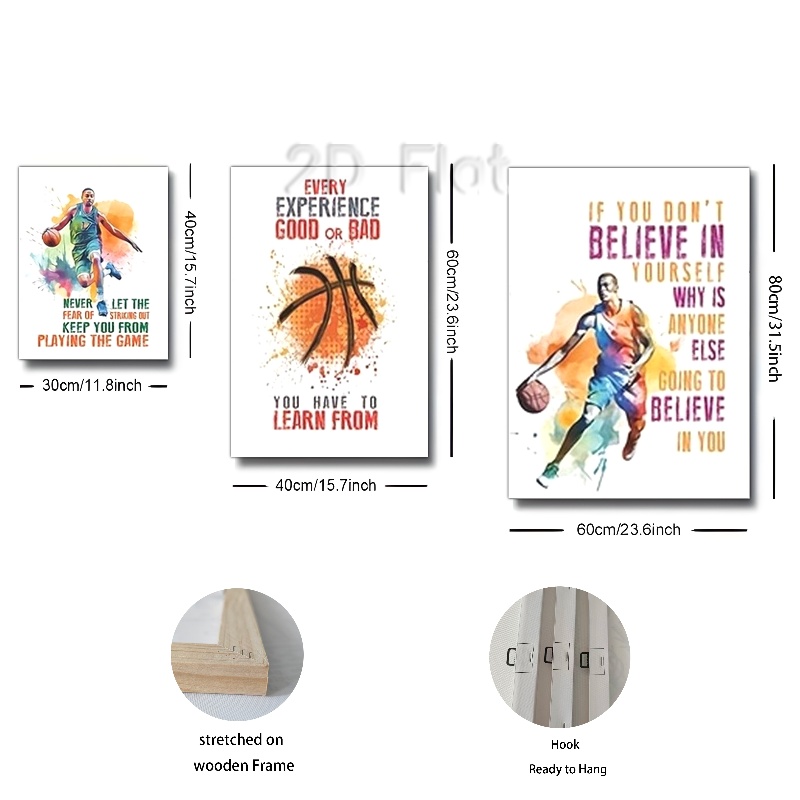 2D Flat
NEVER LET THE
FEAR OF STRIKING OUT
KEEP YOU FROM
PLAYING THE GAME
40cm/15.7inch
30cm/11.8inch
EVERY
EXPERIENCE
GOOD OR BAD
YOU HAVE TO
LEARN FROM
60cm/23.6inch
40cm/15.7inch
IF YOU DON'T
BELIEVE IN
YOURSELF
WHY IS
ANYONE
ELSE
GOING TO
BELIEVE
IN YOU
80cm/31.5inch
60cm/23.6inch
stretched on
wooden Frame
Hook
Ready to Hang